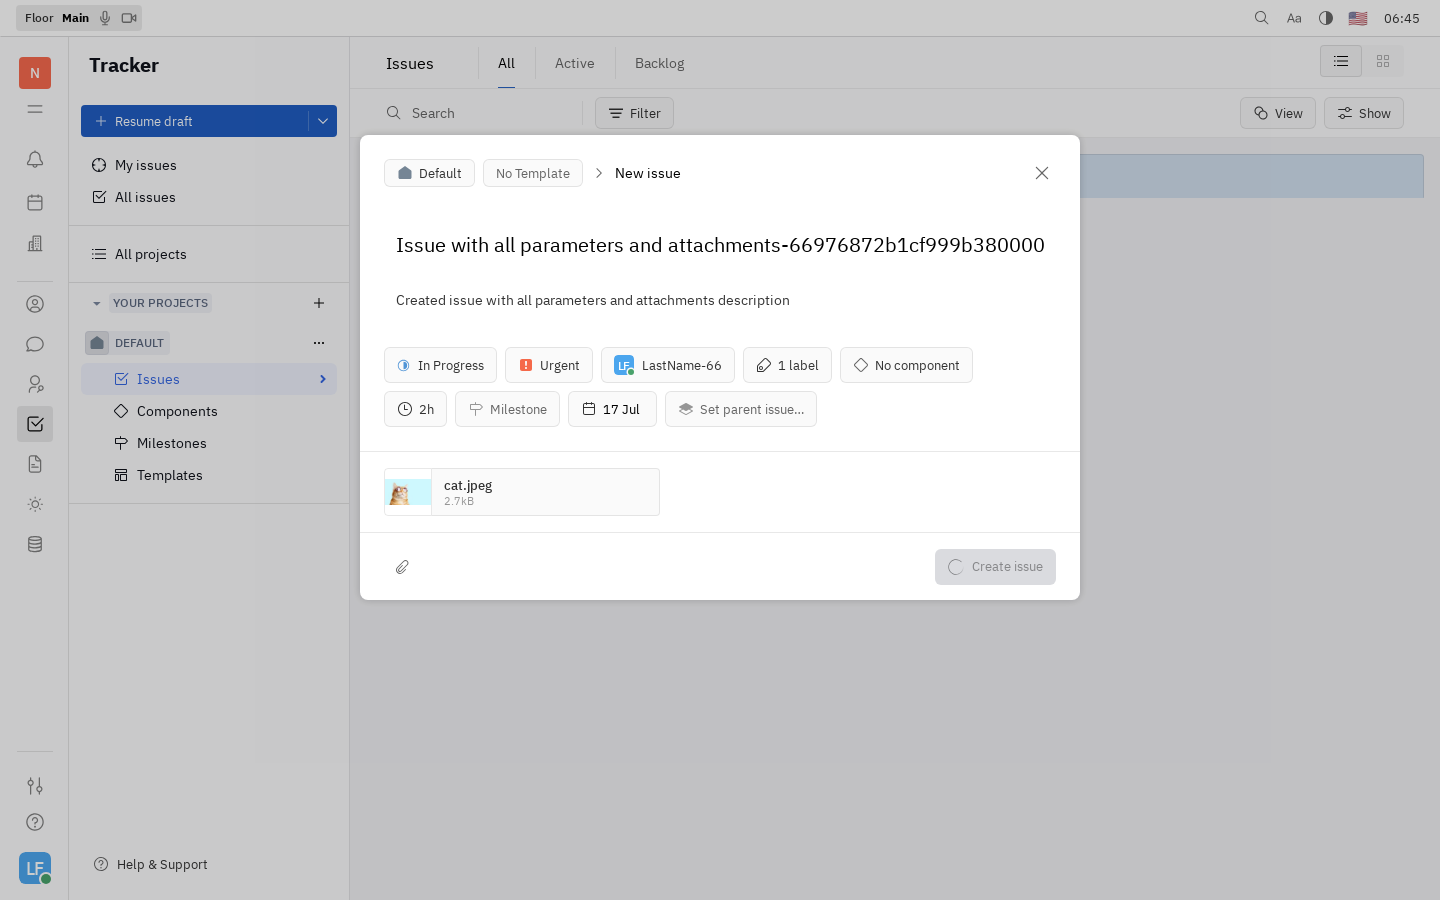 Floor Main
Aa
06:45
N
Tracker
Resume draft
My issues
All issues
All projects
YOUR PROJECTS
DEFAULT
Issues
Components
Milestones
Templates
Help & Support
LF
Issues
All
Active
Backlog
Search
Filter
View
Show
Default
No Template
New issue
Issue with all parameters and attachments-66976872b1cf999b380000
Created issue with all parameters and attachments description
In Progress
Urgent
LF LastName-66
1 label
No component
2h
Milestone
17 Jul
Set parent issue...
cat.jpeg
2.7kB
Create issue